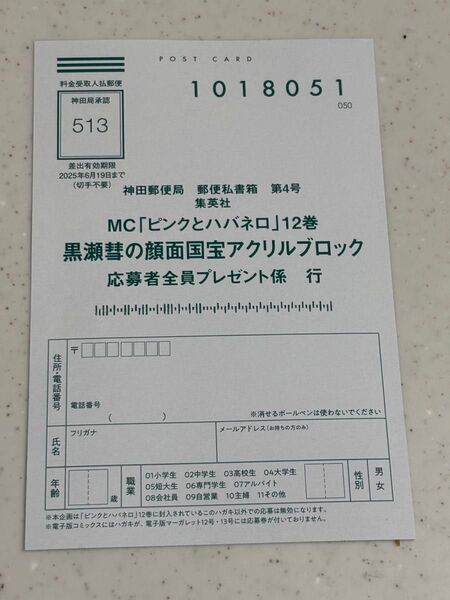 POST CARD
料金受取人払郵便
神田局承認
513
差出有効期限
2025年6月19日まで
(切手不要)
1018051
050
神田郵便局 郵便私書箱 第4号
集英社
MC「ピンクとハバネロ」12巻
黒瀬彗の顔面国宝アクリルブロック
応募者全員プレゼント係 行
住所・電話番号
〒
電話番号
( )
※消せるボールペンは使わないでください
氏名
フリガナ
メールアドレス(お持ちの方のみ)
年齢
歳
職業
01小学生 02中学生 03高校生 04大学生
05短大生 06専門学生 07アルバイト
08会社員 09自営業 10主婦 11その他
性別
男
女
※本企画は「ピンクとハバネロ」12巻に封入されているこのハガキ以外での応募は無効になります。
※電子版コミックスにはハガキが、電子版マーガレット12号・13号には応募券が付いておりません。